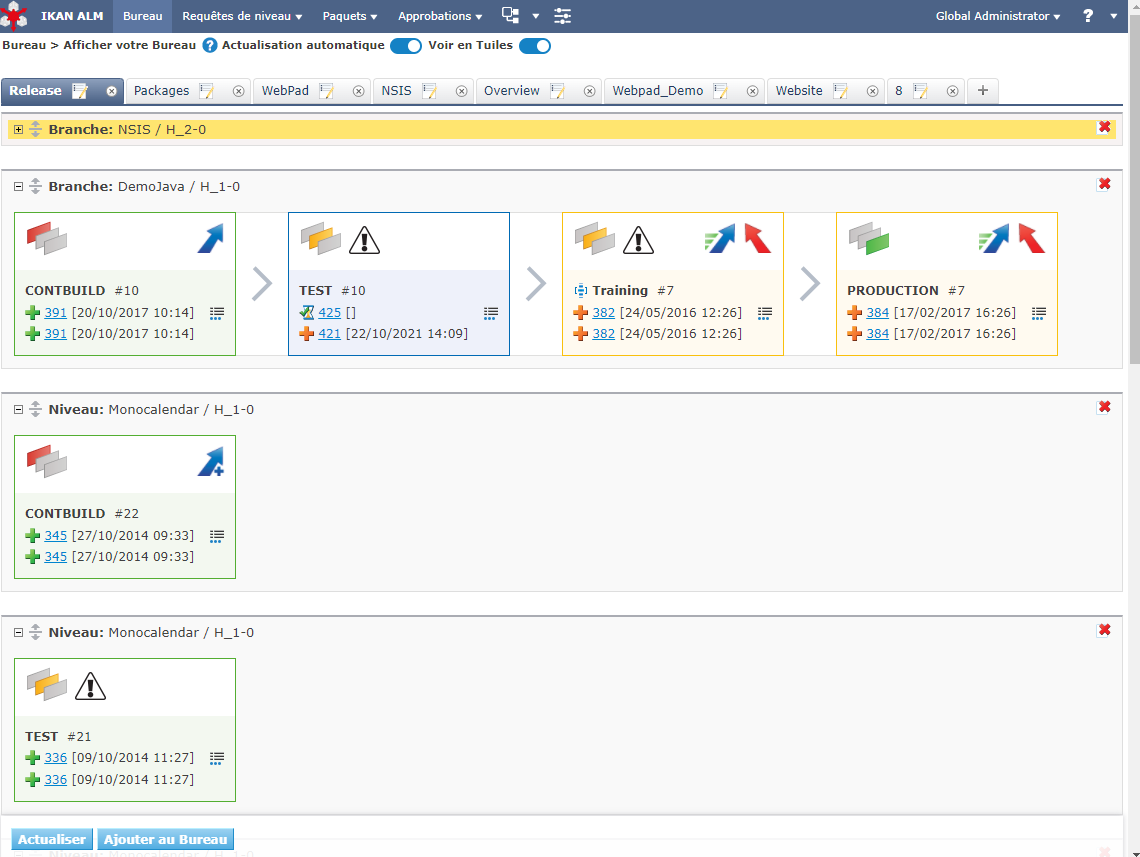 IKAN ALM Bureau Requêtes de niveau Paquets Approbations Global Administrator ?
Bureau > Afficher votre Bureau ? Actualisation automatique Voir en Tuiles
Release Packages WebPad NSIS Overview Webpad_Demo Website 8 +
Branche: NSIS / H_2-0
Branche: DemoJava / H_1-0
CONTBUILD #10
391 [20/10/2017 10:14]
391 [20/10/2017 10:14]
TEST #10
425 []
421 [22/10/2021 14:09]
Training #7
382 [24/05/2016 12:26]
382 [24/05/2016 12:26]
PRODUCTION #7
384 [17/02/2017 16:26]
384 [17/02/2017 16:26]
Niveau: Monocalendar / H_1-0
CONTBUILD #22
345 [27/10/2014 09:33]
345 [27/10/2014 09:33]
Niveau: Monocalendar / H_1-0
TEST #21
336 [09/10/2014 11:27]
336 [09/10/2014 11:27]
Actualiser Ajouter au Bureau
Niveau: Monocalendar / H_1-0